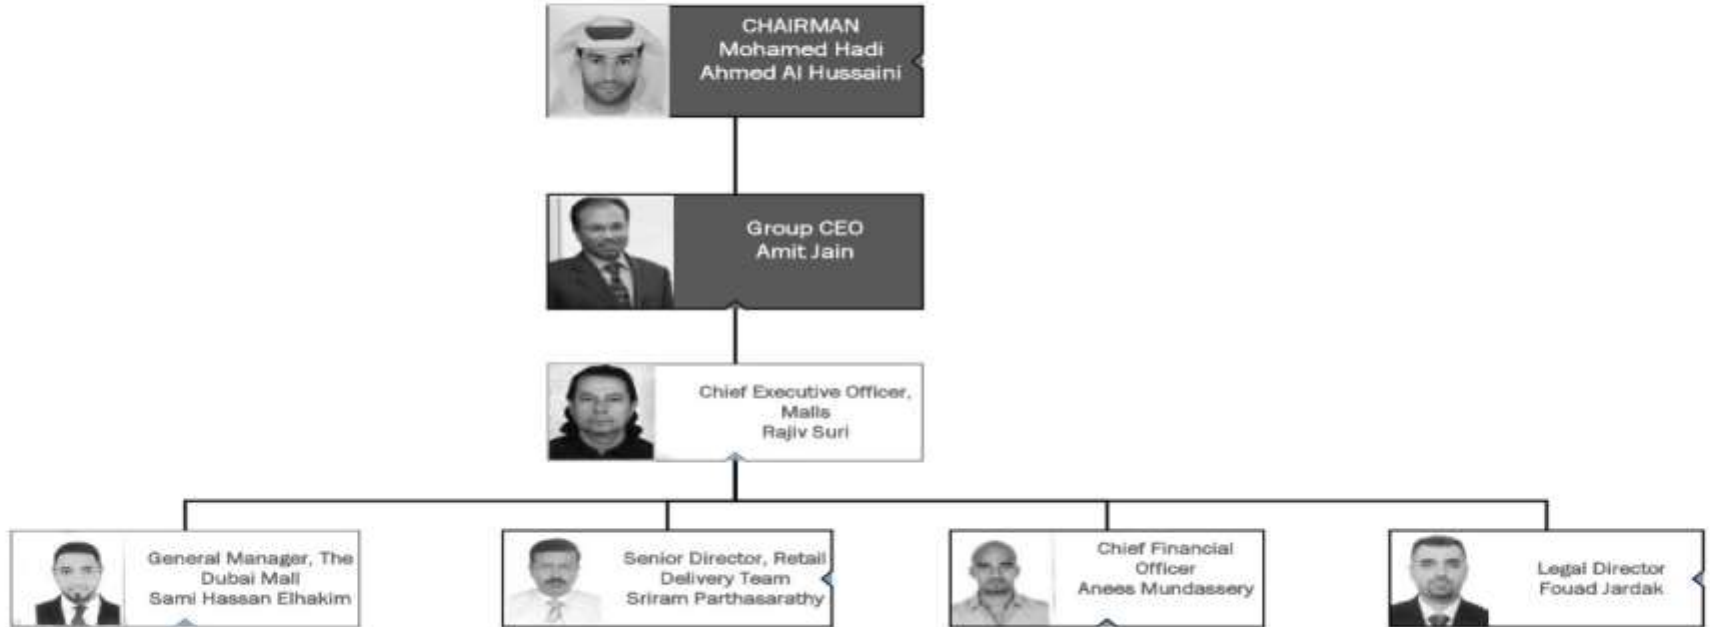 CHAIRMAN
Mohamed Hadi
Ahmed Al Hussaini
Group CEO
Amit Jain
Chief Executive Officer,
Malls
Rajiv Suri
General Manager, The
Dubai Mall
Sami Hassan Elhakim
Senior Director, Retail
Delivery Team
Sriram Parthasarathy
Chief Financial
Officer
Anees Mundassery
Legal Director
Fouad Jardak